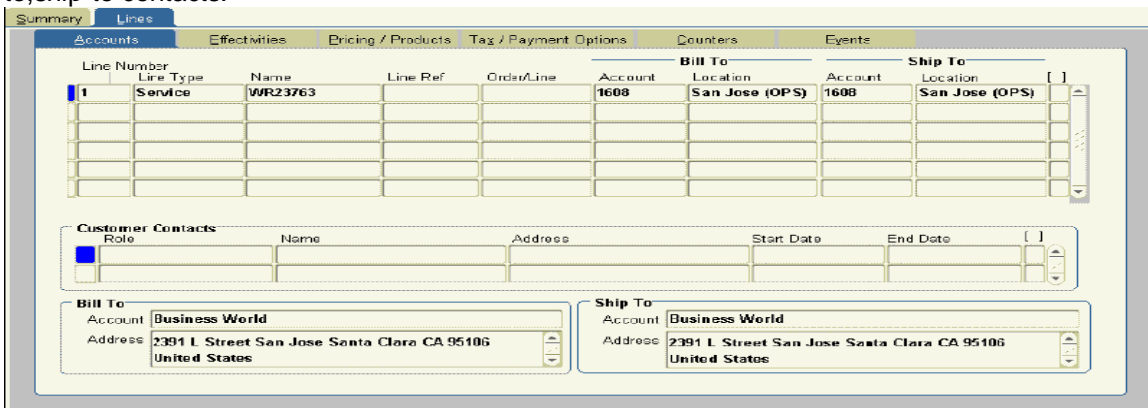 to,ship-to contacts.
Summary Lines
Accounts Effectivities Pricing / Products Tax / Payment Options Counters Events
Bill To Ship To
Line Number
Line Type Name Line Ref Order/Line Account Location Account Location [ ]
1 Service WR23763 1608 San Jose (OPS) 1608 San Jose (OPS)
Customer Contacts
Role Name Address Start Date End Date [ ]
Bill To Ship To
Account Business World Account Business World
Address 2391 L Street San Jose Santa Clara CA 95106 Address 2391 L Street San Jose Santa Clara CA 95106
United States United States